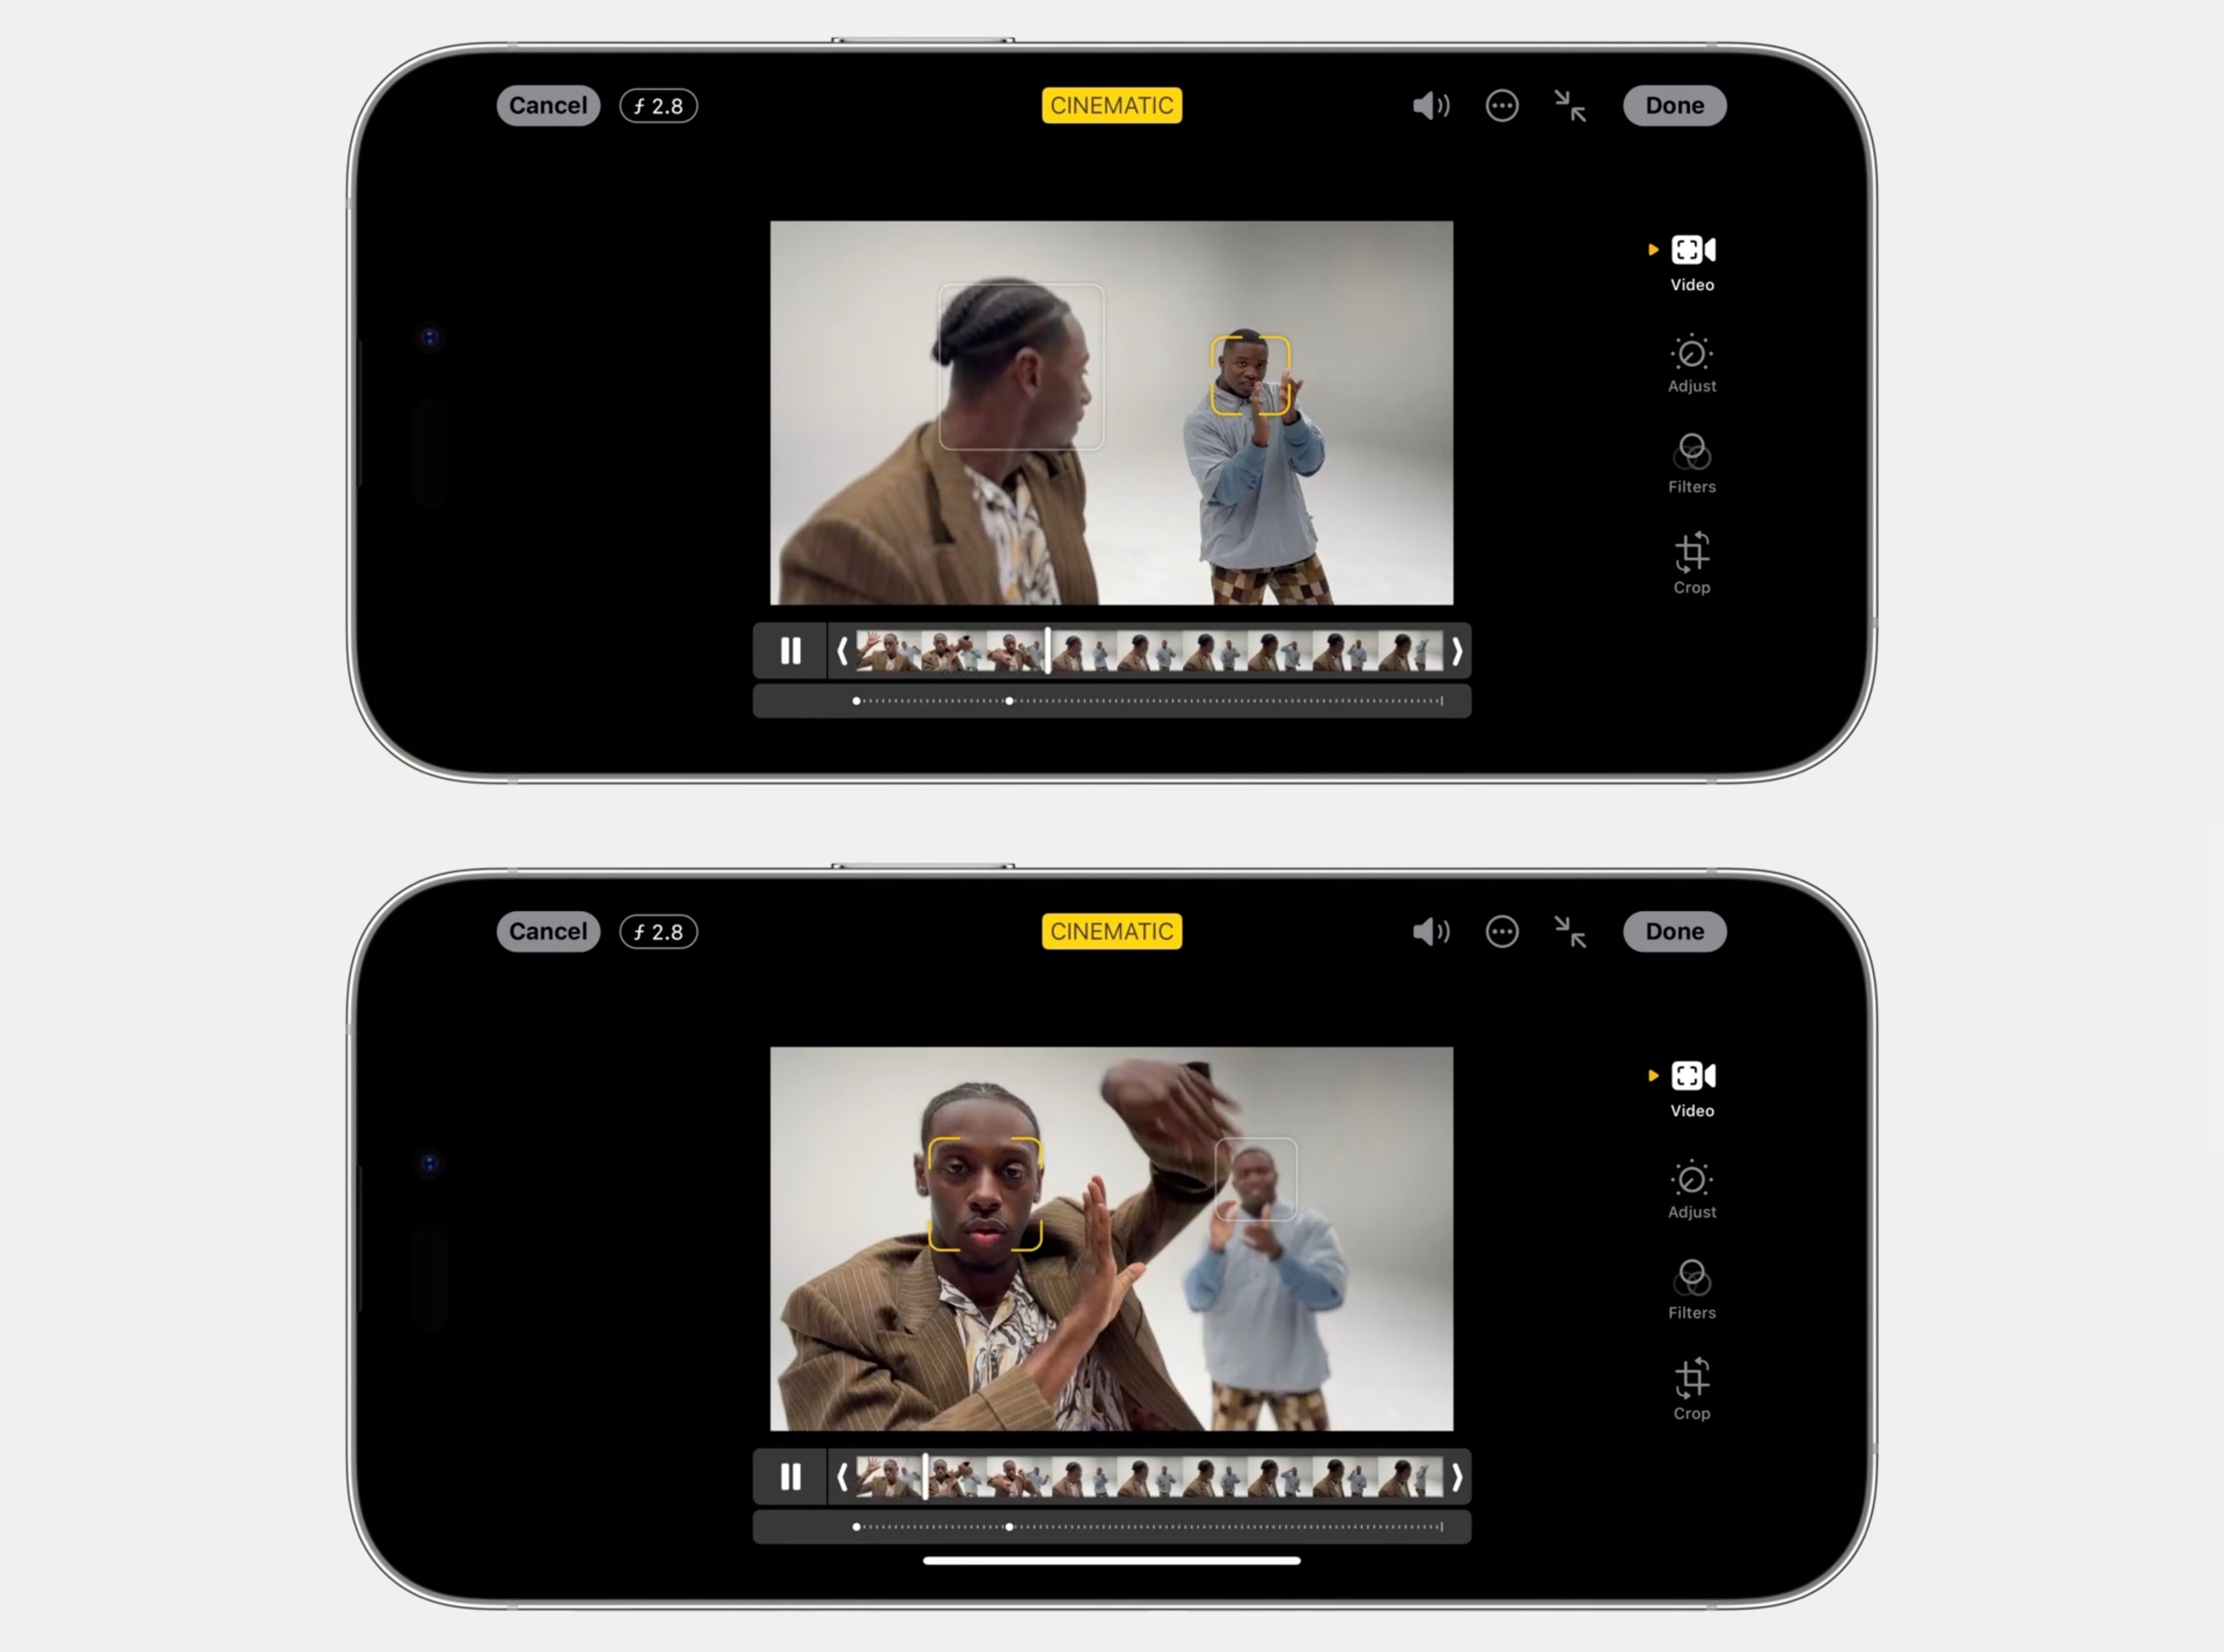 Cancel
ƒ 2.8
CINEMATIC
Done
Video
Adjust
Filters
Crop
Cancel
ƒ 2.8
CINEMATIC
Done
Video
Adjust
Filters
Crop